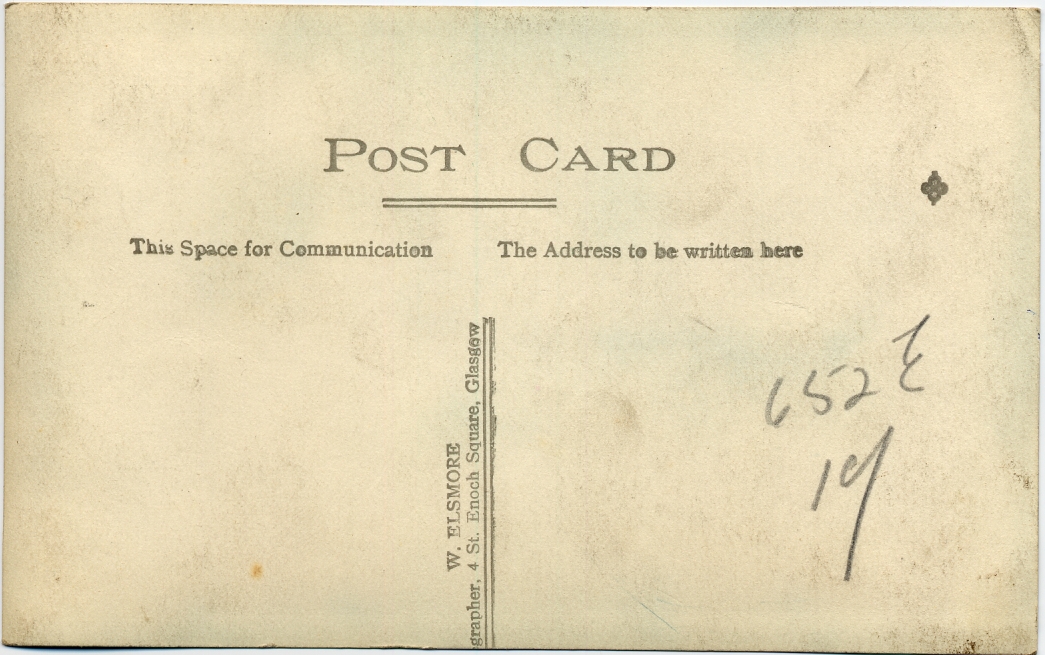 POST CARD
This Space for Communication
The Address to be written here
W. ELSMORE
grapher, 4 St. Enoch Square, Glasgow
652
19